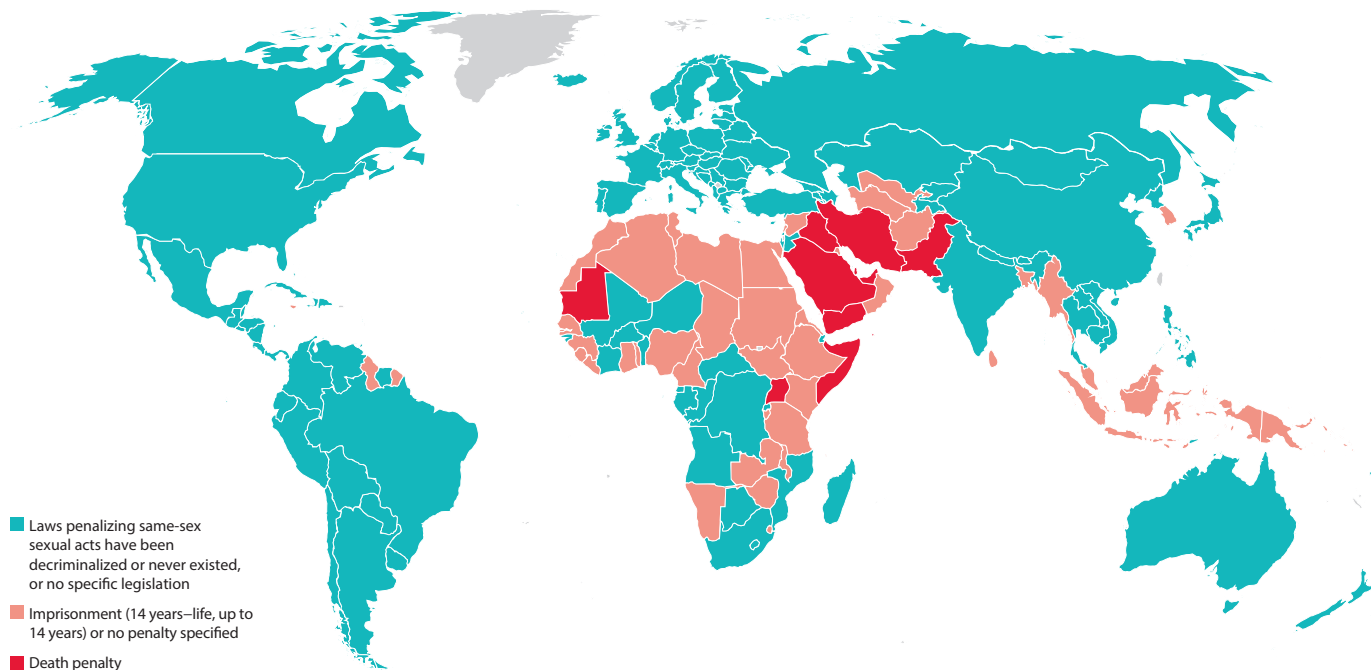 Laws penalizing same-sex
sexual acts have been
decriminalized or never existed,
or no specific legislation
Imprisonment (14 years–life, up to
14 years) or no penalty specified
Death penalty